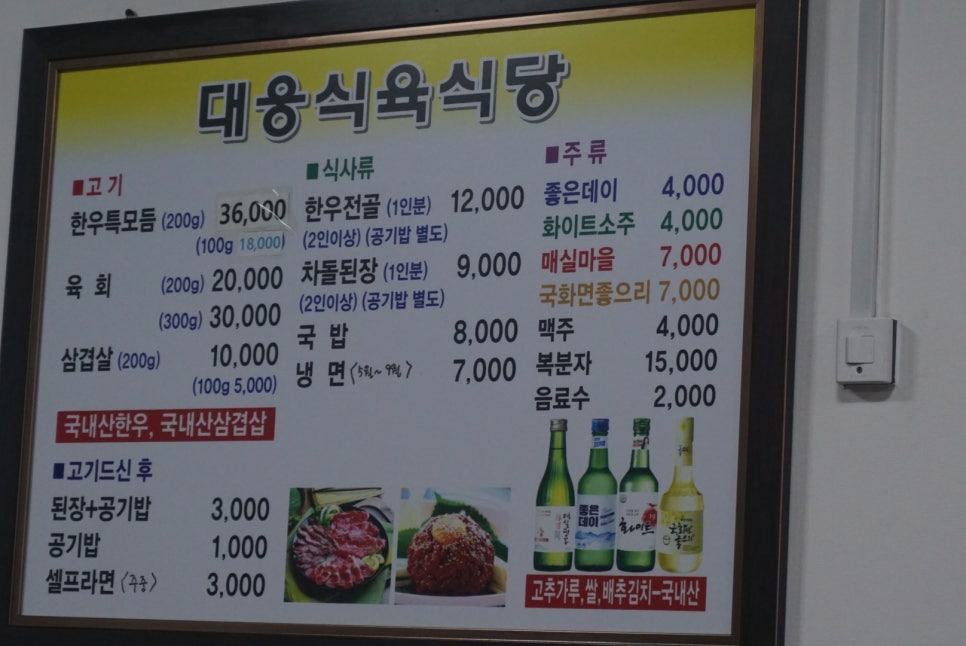 대웅식육식당
■고 기
한우특모듬 (200g) 36,000
(100g 18,000)
육 회 (200g) 20,000
(300g) 30,000
삼겹살 (200g) 10,000
(100g 5,000)
국내산한우, 국내산삼겹삽
■고기드신 후
된장+공기밥 3,000
공기밥 1,000
셀프라면 3,000
■식사류
한우전골 (1인분) 12,000
(2인이상) (공기밥 별도)
차돌된장 (1인분) 9,000
(2인이상) (공기밥 별도)
국 밥 8,000
냉 면 (5월~9월) 7,000
■주 류
좋은데이 4,000
화이트소주 4,000
매실마을 7,000
국화면좋으리 7,000
맥주 4,000
복분자 15,000
음료수 2,000
좋은
데이
화이트
고추가루,쌀,배추김치-국내산